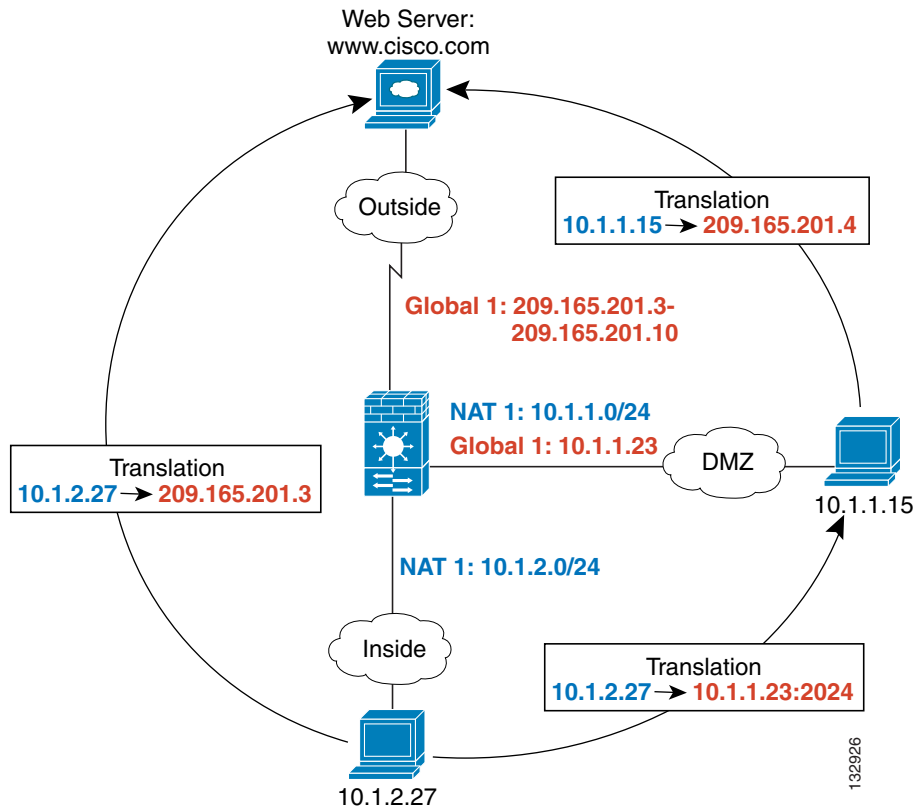 Web Server:
www.cisco.com
Outside
Translation
10.1.1.15 → 209.165.201.4
Global 1: 209.165.201.3-
209.165.201.10
NAT 1: 10.1.1.0/24
Global 1: 10.1.1.23
DMZ
10.1.1.15
Translation
10.1.2.27 → 209.165.201.3
NAT 1: 10.1.2.0/24
Inside
Translation
10.1.2.27 → 10.1.1.23:2024
10.1.2.27
132926